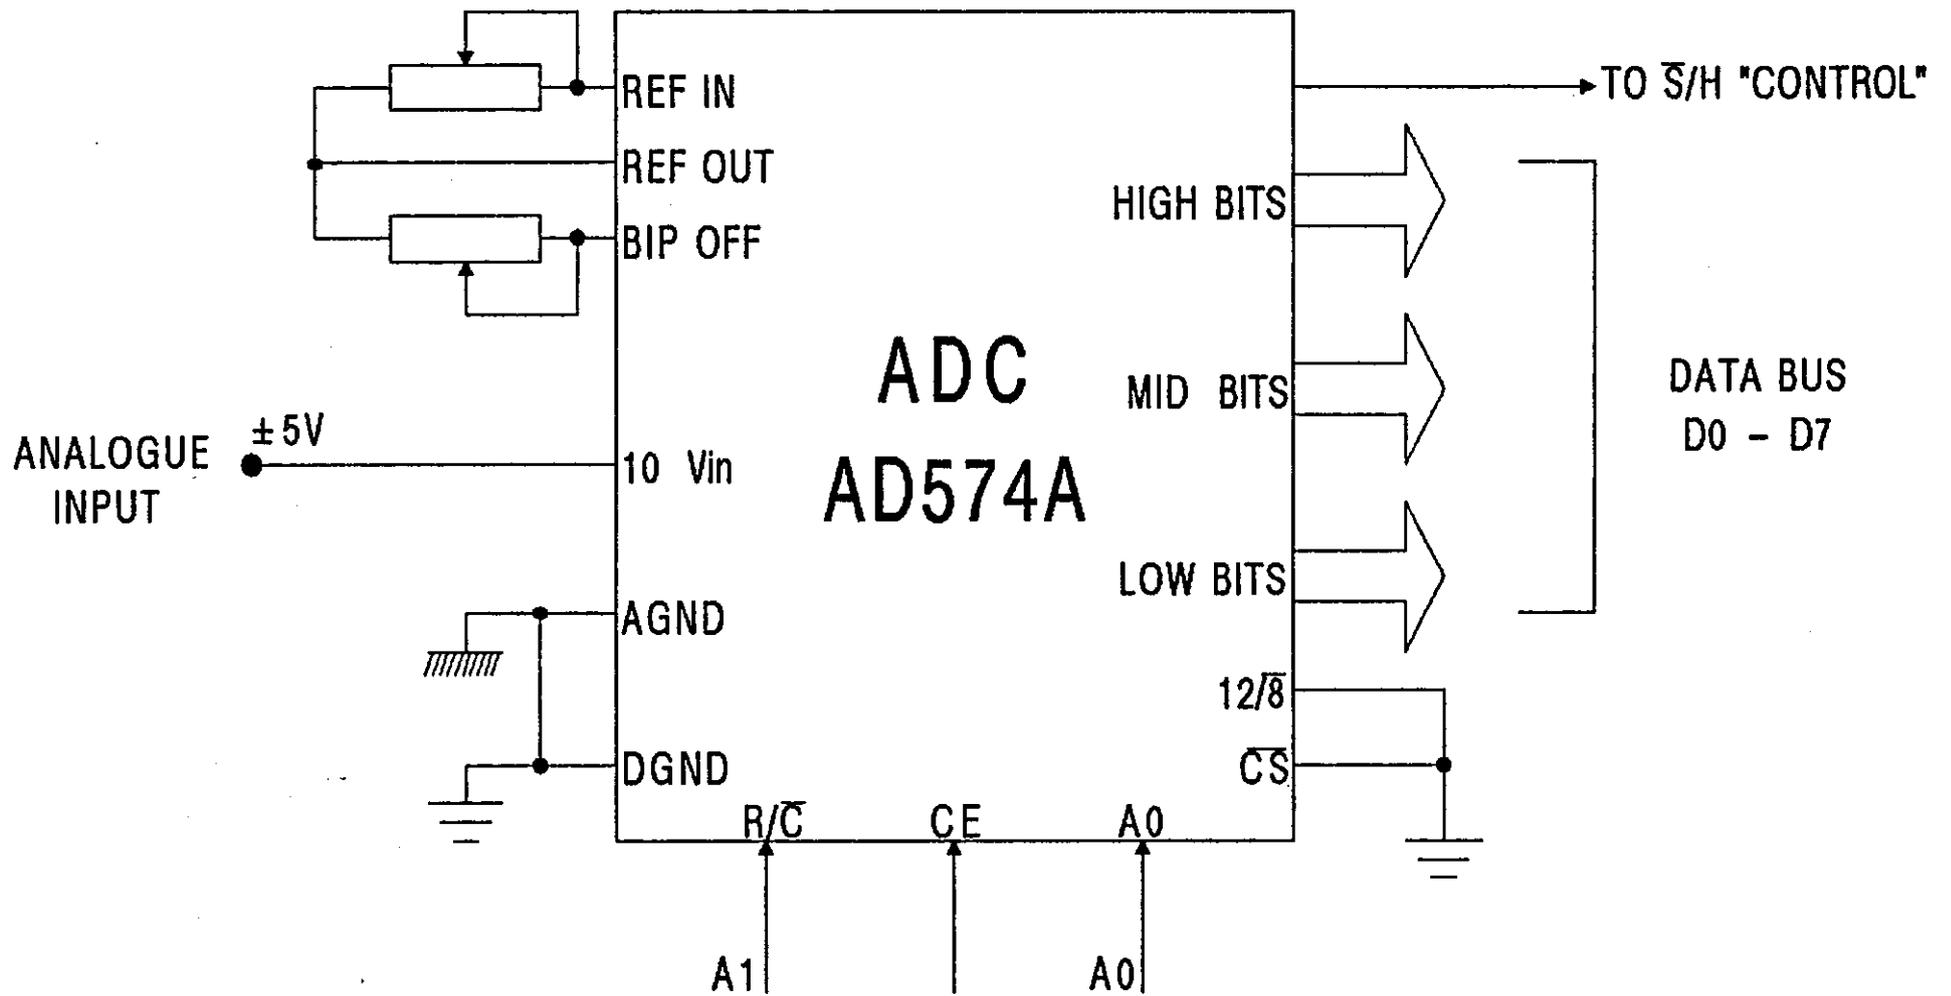 REF IN
TO S̅/H "CONTROL"
REF OUT
HIGH BITS
BIP OFF
ADC
MID BITS
DATA BUS
D0 - D7
±5V
ANALOGUE
INPUT
10 Vin
AD574A
LOW BITS
AGND
12/8̅
DGND
C̅S̅
R/C̅
CE
A0
A1
A0